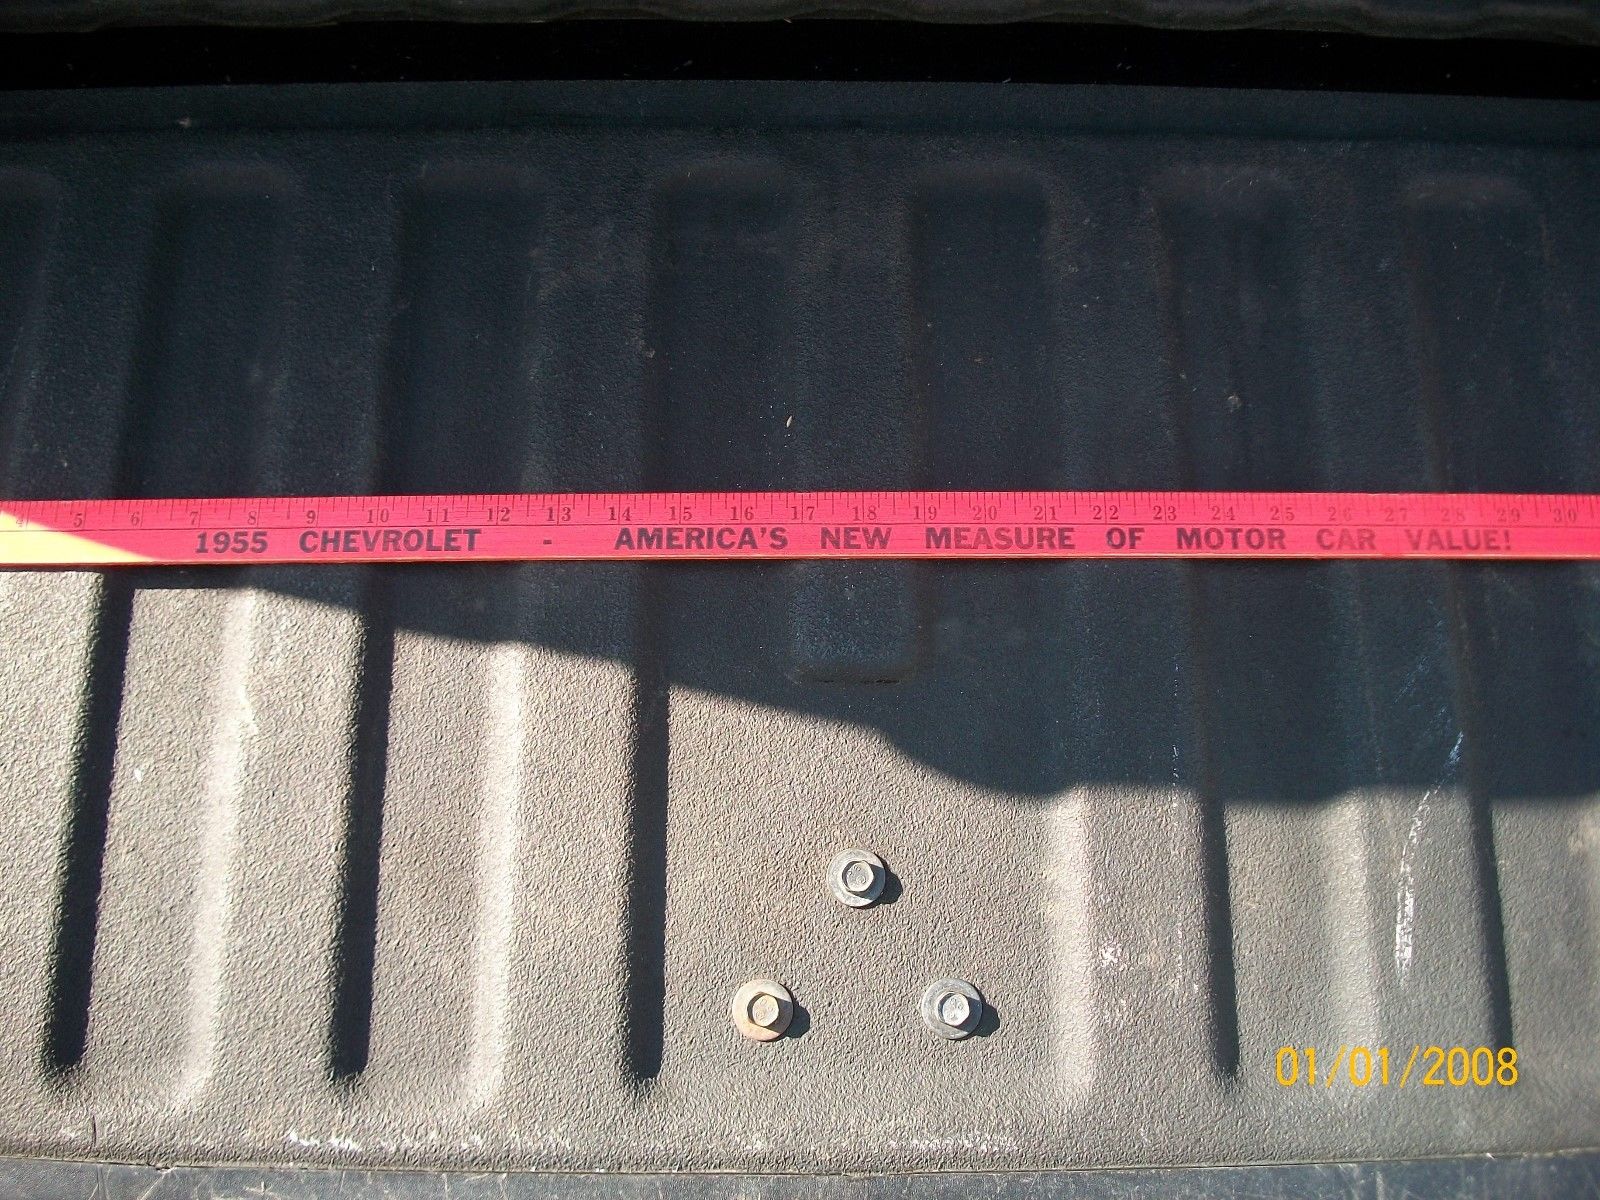 4 5 6 7 8 9 10 11 12 13 14 15 16 17 18 19 20 21 22 23 24 25 26 27 28 29 30
1955 CHEVROLET - AMERICA'S NEW MEASURE OF MOTOR CAR VALUE!
01/01/2008